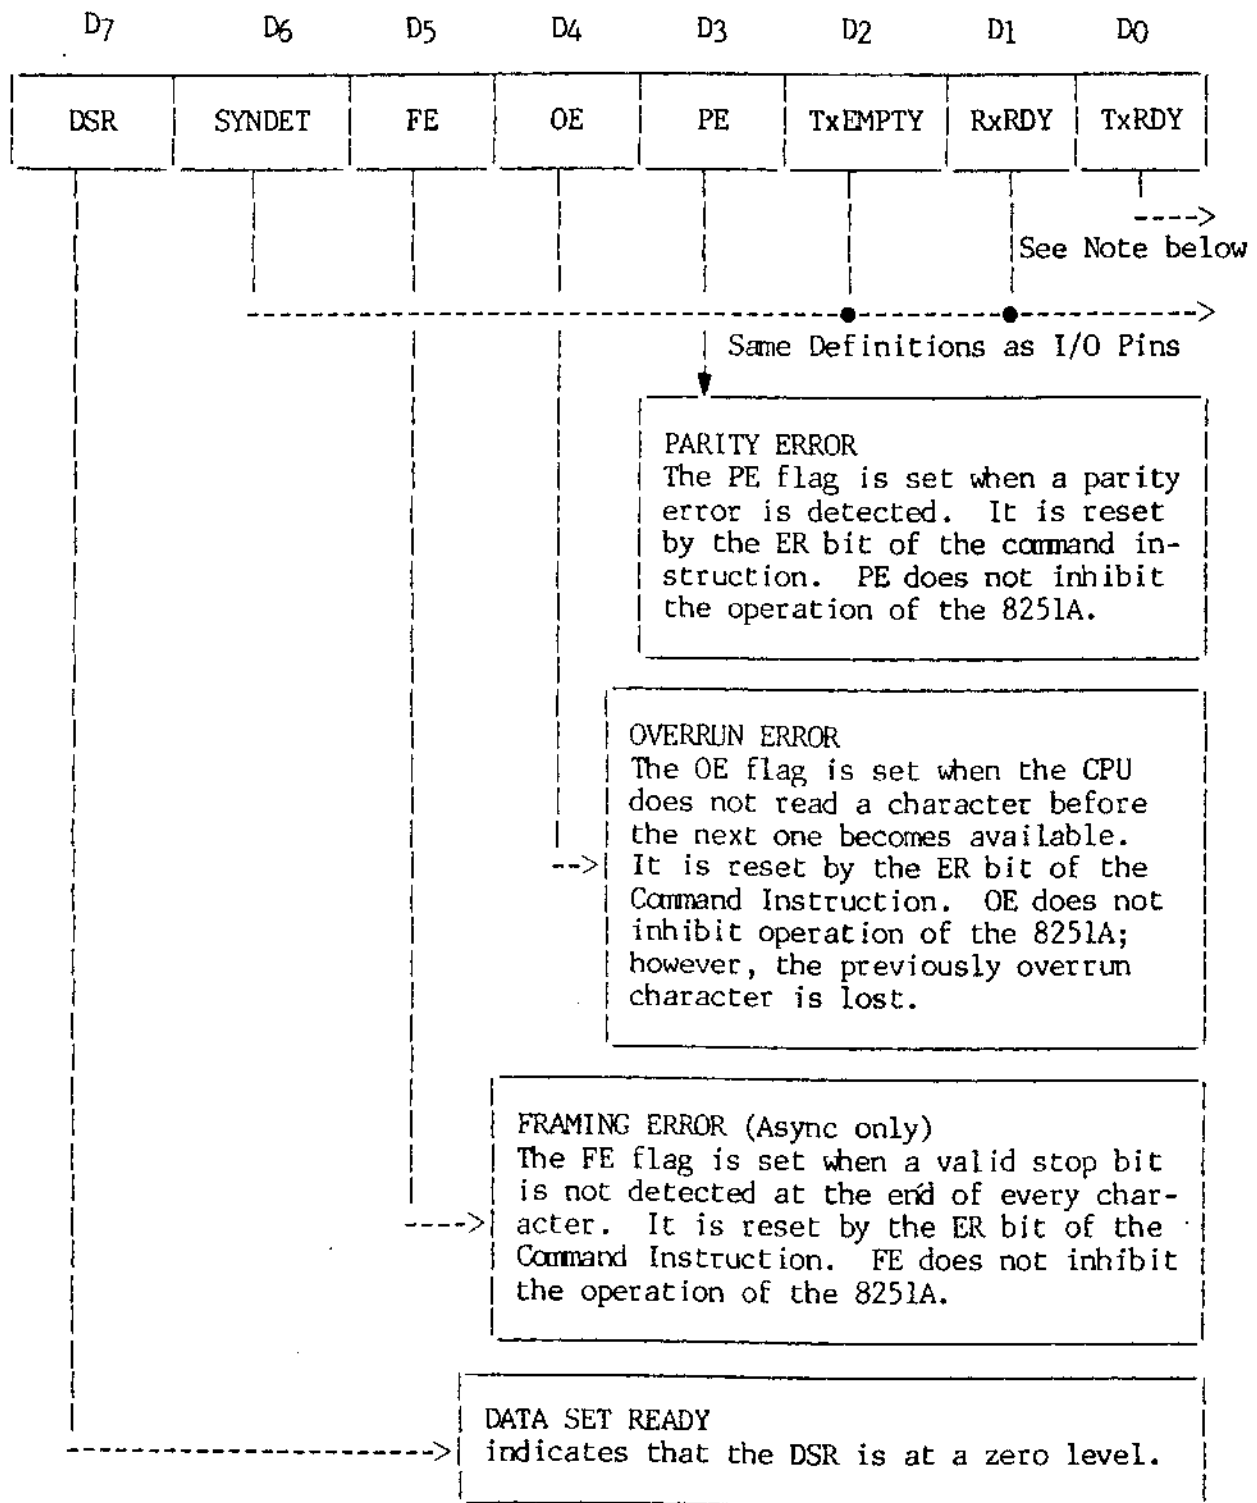 D7 D6 D5 D4 D3 D2 D1 D0
DSR SYNDET FE OE PE TxEMPTY RxRDY TxRDY
See Note below
Same Definitions as I/O Pins
PARITY ERROR
The PE flag is set when a parity
error is detected. It is reset
by the ER bit of the command in-
struction. PE does not inhibit
the operation of the 8251A.
OVERRUN ERROR
The OE flag is set when the CPU
does not read a character before
the next one becomes available.
It is reset by the ER bit of the
Command Instruction. OE does not
inhibit operation of the 8251A;
however, the previously overrun
character is lost.
FRAMING ERROR (Async only)
The FE flag is set when a valid stop bit
is not detected at the end of every char-
acter. It is reset by the ER bit of the
Command Instruction. FE does not inhibit
the operation of the 8251A.
DATA SET READY
indicates that the DSR is at a zero level.